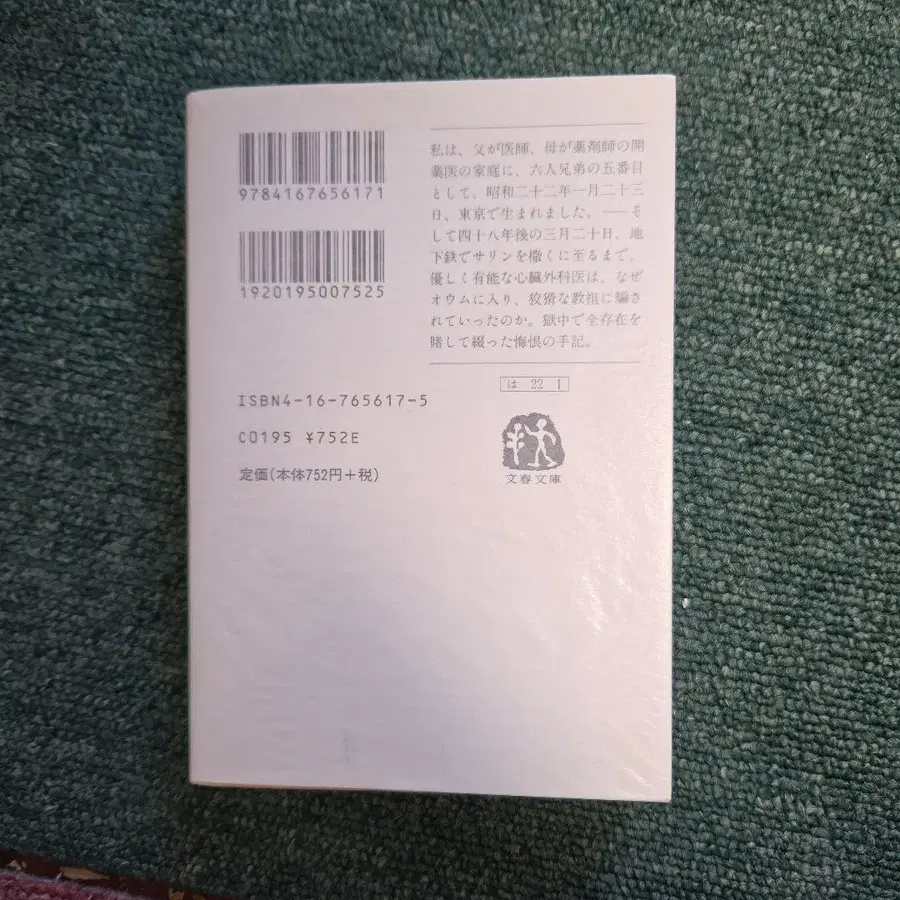 9784167656171
1920195007525
ISBN4-16-765617-5
C0195 ¥752E
定価(本体752円+税)
私は、父が医師、母が薬剤師の開
業医の家庭に、六人兄弟の五番目
として、昭和二十二年一月二十三
日、東京で生まれました。――そ
して四十八年後の三月二十日、地
下鉄でサリンを撒くに至るまで。
優しく有能な心臓外科医は、なぜ
オウムに入り、狡猾な教祖に騙さ
れていったのか。獄中で全存在を
賭して綴った悔恨の手記。
は 22 1
文春文庫